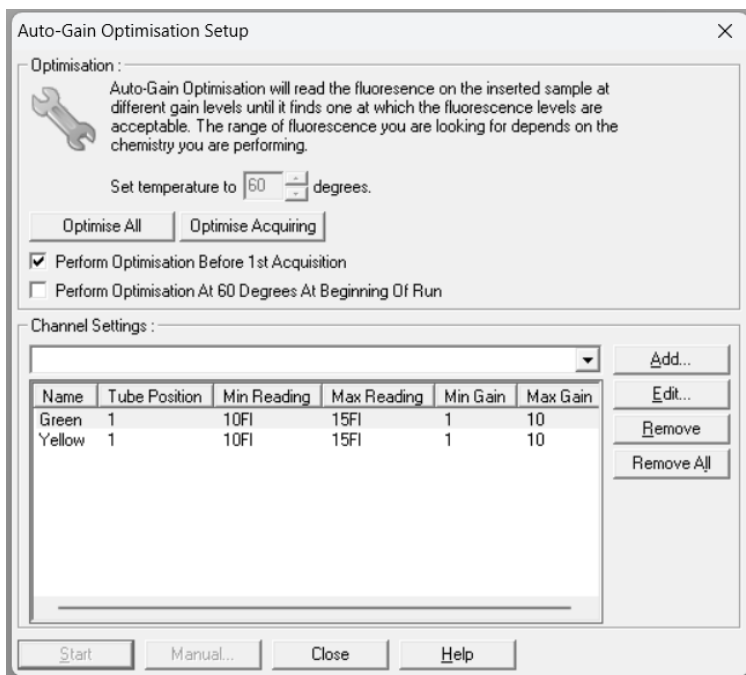 Auto-Gain Optimisation Setup
Optimisation :
Auto-Gain Optimisation will read the fluoresence on the inserted sample at
different gain levels until it finds one at which the fluorescence levels are
acceptable. The range of fluorescence you are looking for depends on the
chemistry you are performing.
Set temperature to 60 degrees.
Optimise All Optimise Acquiring
Perform Optimisation Before 1st Acquisition
Perform Optimisation At 60 Degrees At Beginning Of Run
Channel Settings :
Add...
Name Tube Position Min Reading Max Reading Min Gain Max Gain
Edit...
Green 1 10Fl 15Fl 1 10
Remove
Yellow 1 10Fl 15Fl 1 10
Remove All
Start Manual... Close Help